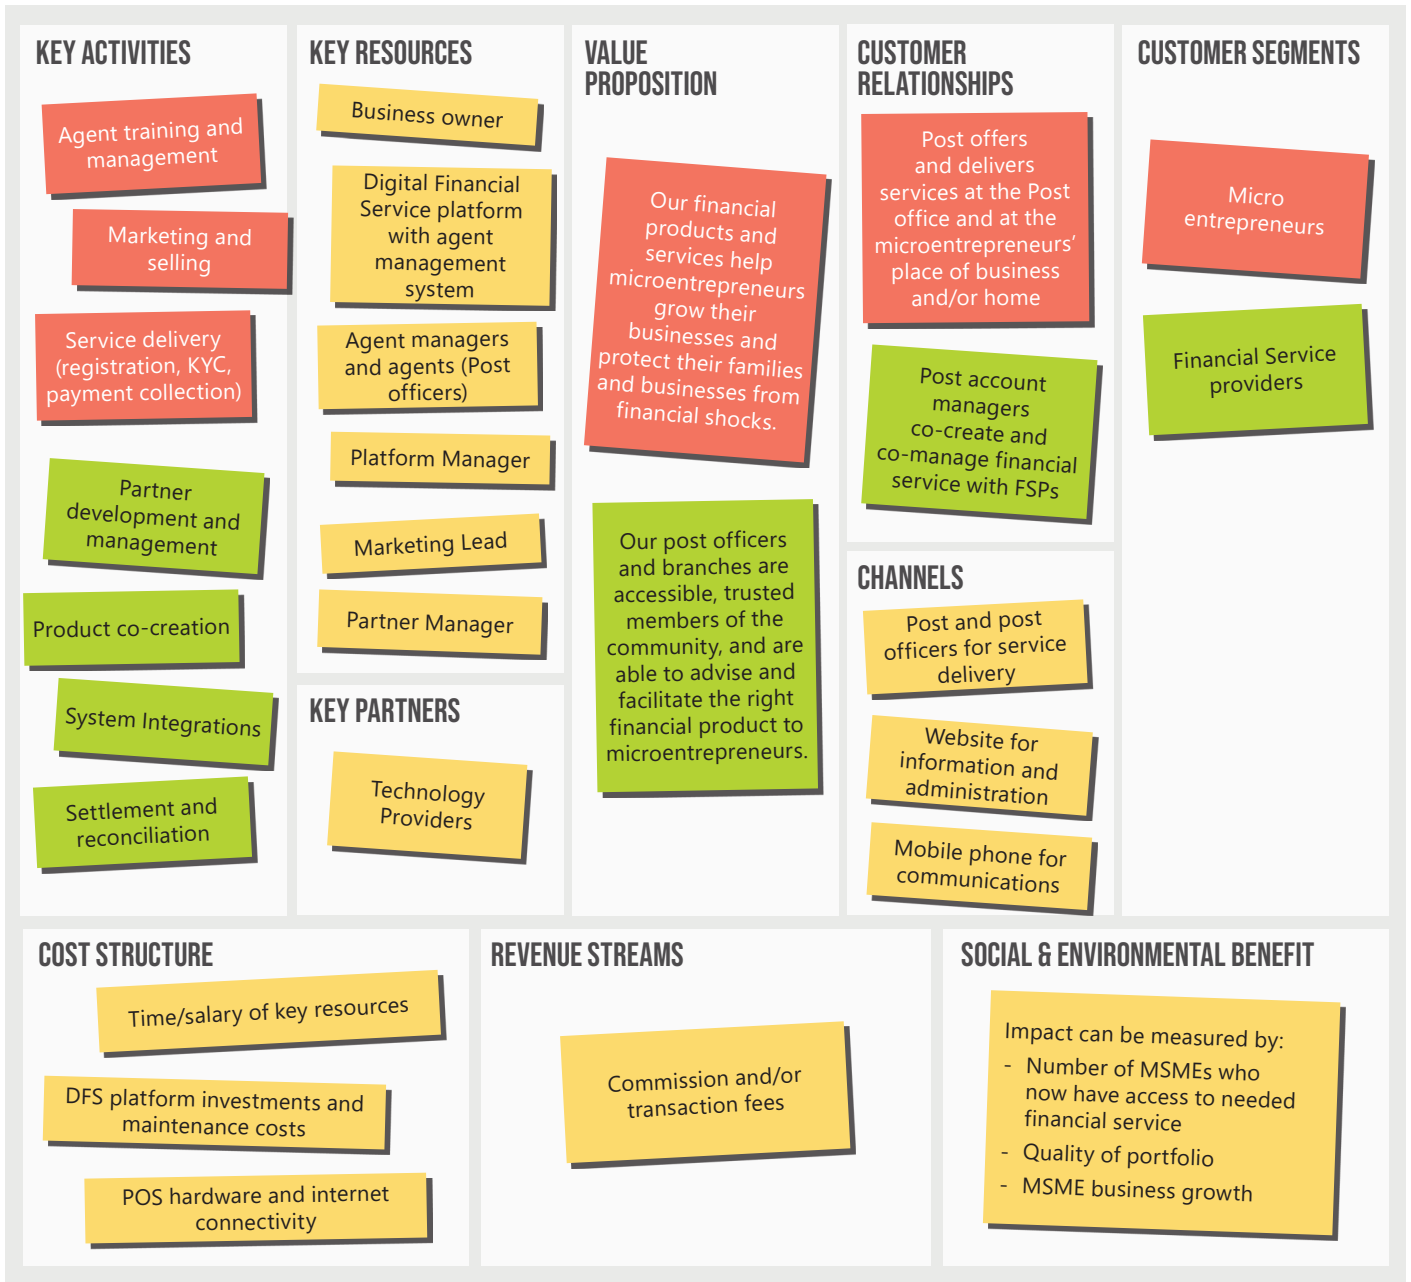 KEY ACTIVITIES
Agent training and
management
Marketing and
selling
Service delivery
(registration, KYC,
payment collection)
Partner
development and
management
Product co-creation
System Integrations
Settlement and
reconciliation
KEY RESOURCES
Business owner
Digital Financial
Service platform
with agent
management
system
Agent managers
and agents (Post
officers)
Platform Manager
Marketing Lead
Partner Manager
KEY PARTNERS
Technology
Providers
VALUE
PROPOSITION
Our financial
products and
services help
microentrepreneurs
grow their
businesses and
protect their families
and businesses from
financial shocks.
Our post officers
and branches are
accessible, trusted
members of the
community, and are
able to advise and
facilitate the right
financial product to
microentrepreneurs.
CUSTOMER
RELATIONSHIPS
Post offers
and delivers
services at the Post
office and at the
microentrepreneurs’
place of business
and/or home
Post account
managers
co-create and
co-manage financial
service with FSPs
CHANNELS
Post and post
officers for service
delivery
Website for
information and
administration
Mobile phone for
communications
CUSTOMER SEGMENTS
Micro
entrepreneurs
Financial Service
providers
COST STRUCTURE
Time/salary of key resources
DFS platform investments and
maintenance costs
POS hardware and internet
connectivity
REVENUE STREAMS
Commission and/or
transaction fees
SOCIAL & ENVIRONMENTAL BENEFIT
Impact can be measured by:
- Number of MSMEs who
now have access to needed
financial service
- Quality of portfolio
- MSME business growth